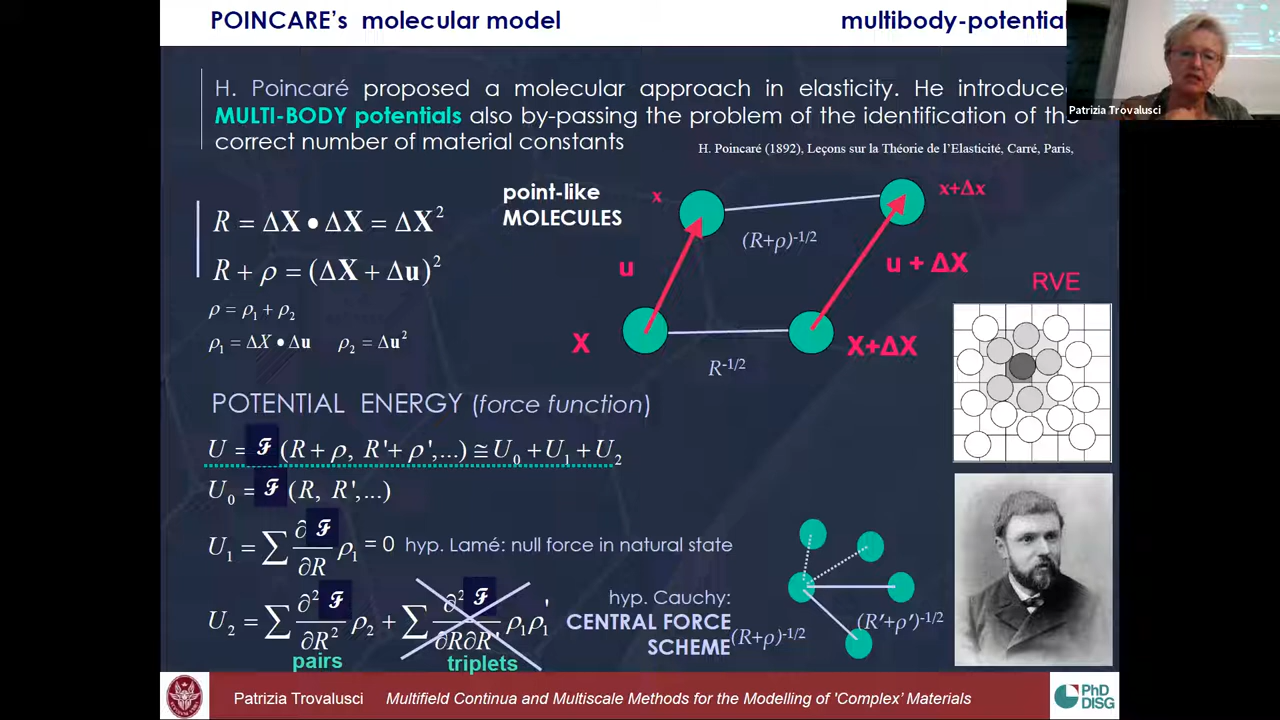 POINCARE's molecular model
multibody-potential
Patrizia Trovalusci
H. Poincaré proposed a molecular approach in elasticity. He introduced
MULTI-BODY potentials also by-passing the problem of the identification of the
correct number of material constants
H. Poincaré (1892), Leçons sur la Théorie de l'Elasticité, Carré, Paris,
point-like
MOLECULES
x
x+Δx
R = ΔX • ΔX = ΔX²
(R+ρ)⁻¹/²
R + ρ = (ΔX + Δu)²
u
u + ΔX
RVE
ρ = ρ₁ + ρ₂
ρ₁ = ΔX • Δu ρ₂ = Δu²
X
X+ΔX
R⁻¹/²
POTENTIAL ENERGY (force function)
U = ℱ (R + ρ, R'+ ρ',...) ≅ U₀ + U₁ + U₂
U₀ = ℱ (R, R',...)
U₁ = ∑ ∂ℱ/∂R ρ₁ = 0 hyp. Lamé: null force in natural state
U₂ = ∑ ∂²ℱ/∂R² ρ₂ + ∑ ∂²ℱ/∂R∂R' ρ₁ρ₁'
pairs
triplets
hyp. Cauchy:
CENTRAL FORCE
SCHEME
(R+ρ)⁻¹/²
(R'+ρ')⁻¹/²
Patrizia Trovalusci Multifield Continua and Multiscale Methods for the Modelling of 'Complex' Materials
PhD
DISG